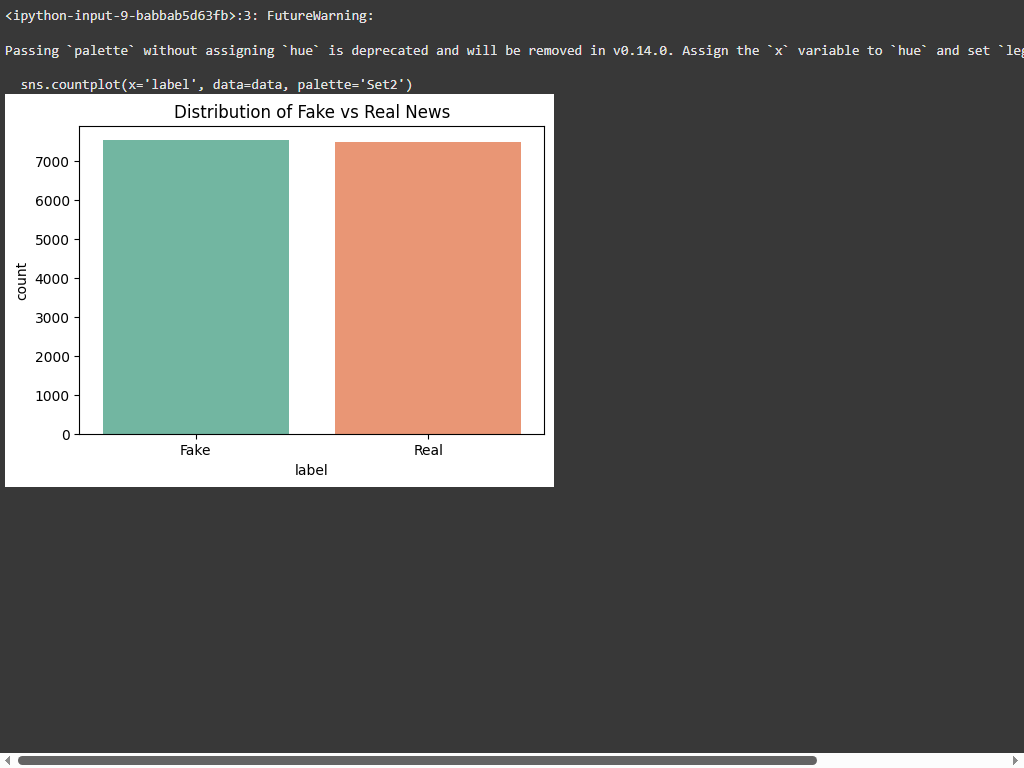 <ipython-input-9-babbab5d63fb>:3: FutureWarning:
Passing `palette` without assigning `hue` is deprecated and will be removed in v0.14.0. Assign the `x` variable to `hue` and set `leg
sns.countplot(x='label', data=data, palette='Set2')
Distribution of Fake vs Real News
7000
6000
5000
4000
3000
2000
1000
0
count
Fake Real
label